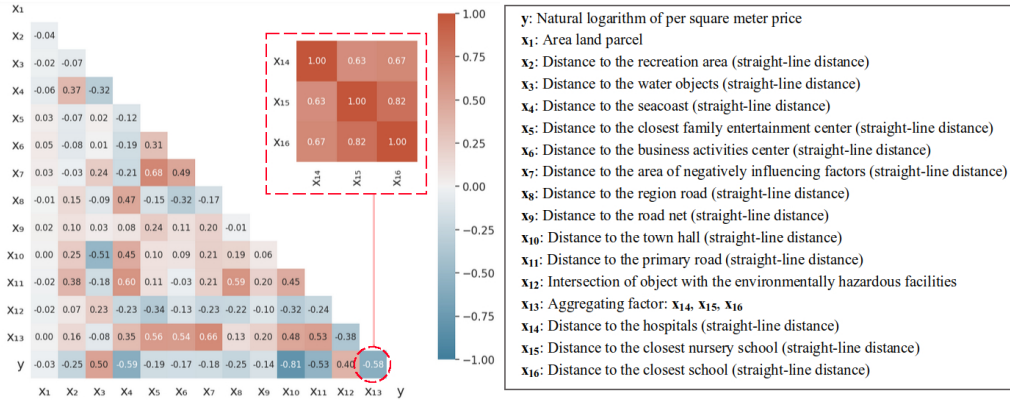 X₁
X₂ -0.04
X₃ -0.02 -0.07
X₄ -0.06 0.37 -0.32
X₅ 0.03 -0.07 0.02 -0.12
X₆ 0.05 -0.08 0.01 -0.19 0.31
X₇ 0.03 -0.03 0.24 -0.21 0.68 0.49
X₈ -0.01 0.15 -0.09 0.47 -0.15 -0.32 -0.17
X₉ 0.02 0.10 0.03 0.08 0.24 0.11 0.20 -0.01
X₁₀ 0.00 0.25 -0.51 0.45 0.10 0.09 0.21 0.19 0.06
X₁₁ -0.02 0.38 -0.18 0.60 0.11 -0.03 0.28 0.59 0.20 0.45
X₁₂ -0.02 0.07 0.23 -0.23 -0.34 -0.13 -0.23 -0.22 -0.10 -0.32 -0.24
X₁₃ 0.00 0.16 -0.08 0.35 0.56 0.54 0.66 0.13 0.20 0.48 0.53 -0.38
y -0.03 -0.25 0.50 -0.59 -0.19 -0.17 -0.18 -0.25 -0.14 -0.81 -0.53 0.40 -0.58
X₁ X₂ X₃ X₄ X₅ X₆ X₇ X₈ X₉ X₁₀ X₁₁ X₁₂ X₁₃ y
X₁₄ 1.00 0.63 0.67
X₁₅ 0.63 1.00 0.82
X₁₆ 0.67 0.82 1.00
X₁₄ X₁₅ X₁₆
1.00
0.75
0.50
0.25
0.00
−0.25
−0.50
−0.75
−1.00
y: Natural logarithm of per square meter price
x₁: Area land parcel
x₂: Distance to the recreation area (straight-line distance)
x₃: Distance to the water objects (straight-line distance)
x₄: Distance to the seacoast (straight-line distance)
x₅: Distance to the closest family entertainment center (straight-line distance)
x₆: Distance to the business activities center (straight-line distance)
x₇: Distance to the area of negatively influencing factors (straight-line distance)
x₈: Distance to the region road (straight-line distance)
x₉: Distance to the road net (straight-line distance)
x₁₀: Distance to the town hall (straight-line distance)
x₁₁: Distance to the primary road (straight-line distance)
x₁₂: Intersection of object with the environmentally hazardous facilities
x₁₃: Aggregating factor: x₁₄, x₁₅, x₁₆
x₁₄: Distance to the hospitals (straight-line distance)
x₁₅: Distance to the closest nursery school (straight-line distance)
x₁₆: Distance to the closest school (straight-line distance)